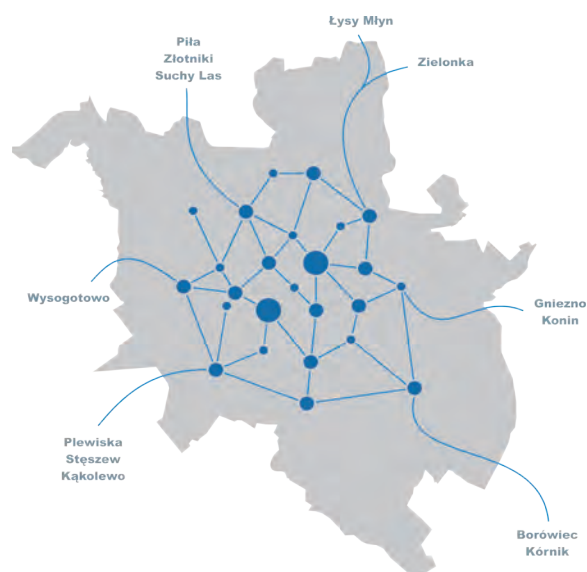 Łysy Młyn
Piła
Złotniki
Suchy Las
Zielonka
Wysogotowo
Gniezno
Konin
Plewiska
Stęszew
Kąkolewo
Borówiec
Kórnik